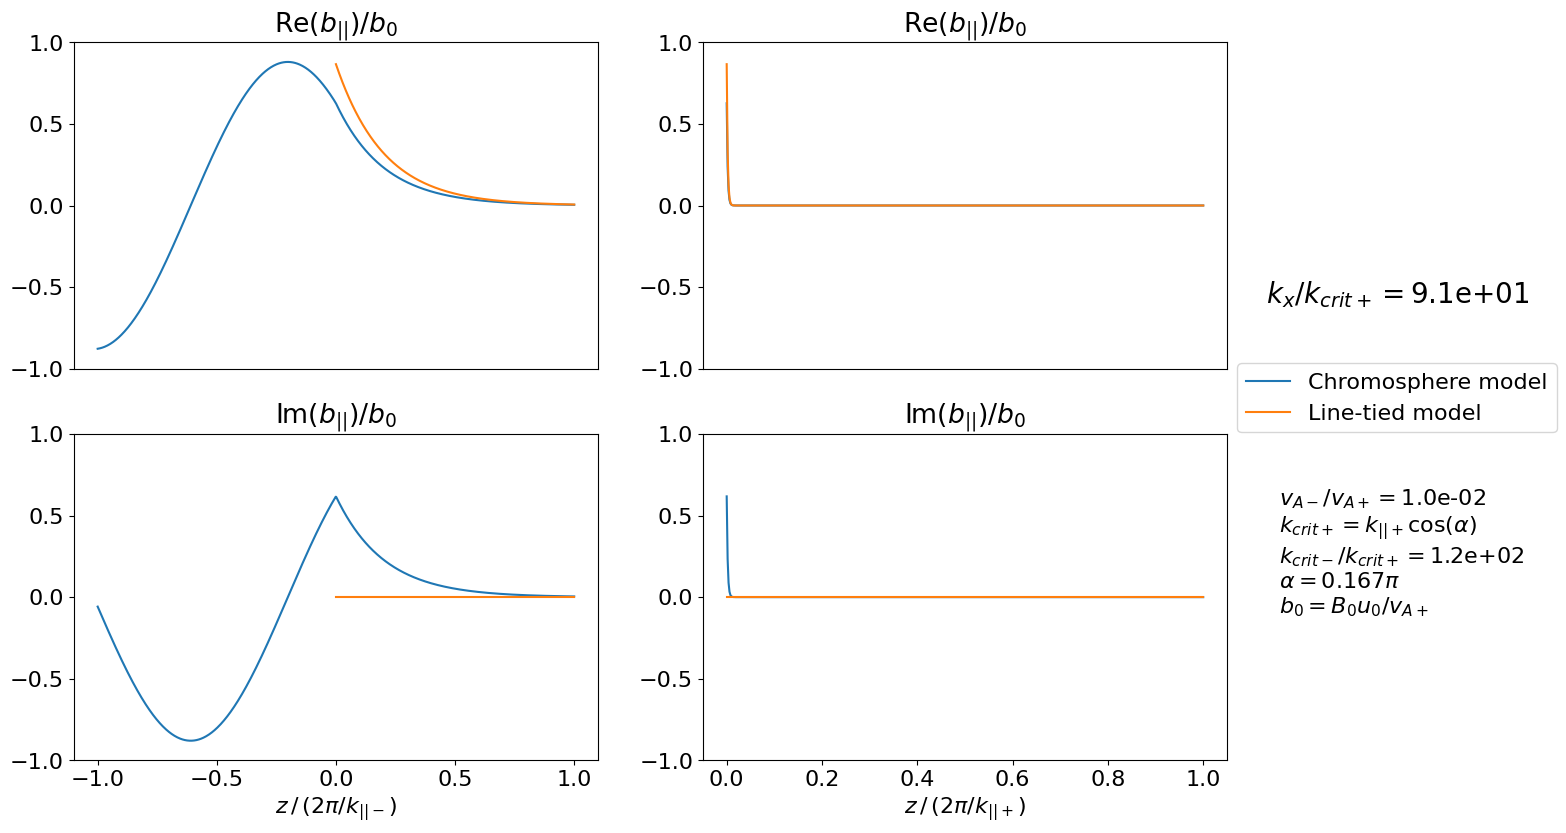 Re(b_{||})/b_0
1.0
0.5
0.0
−0.5
−1.0
Re(b_{||})/b_0
1.0
0.5
0.0
−0.5
−1.0
k_x/k_{crit+} = 9.1e+01
Chromosphere model
Line-tied model
Im(b_{||})/b_0
1.0
0.5
0.0
−0.5
−1.0
−1.0 −0.5 0.0 0.5 1.0
z / (2π/k_{||−})
Im(b_{||})/b_0
1.0
0.5
0.0
−0.5
−1.0
0.0 0.2 0.4 0.6 0.8 1.0
z / (2π/k_{||+})
v_{A−}/v_{A+} = 1.0e-02
k_{crit+} = k_{||+} cos(α)
k_{crit−}/k_{crit+} = 1.2e+02
α = 0.167π
b_0 = B_0u_0/v_{A+}